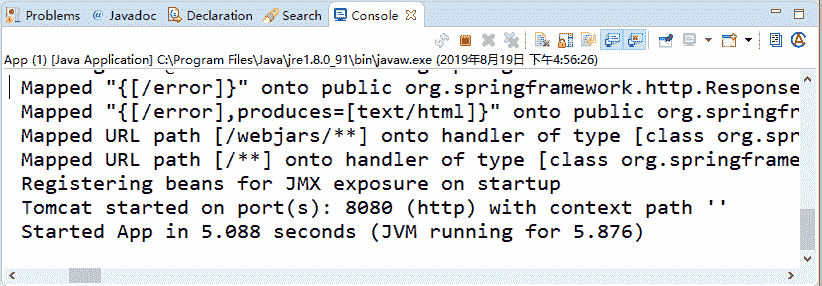 Problems @ Javadoc Declaration Search Console
App (1) [Java Application] C:\Program Files\Java\jre1.8.0_91\bin\javaw.exe (2019年8月19日 下午4:56:26)
Mapped "{[/error]}" onto public org.springframework.http.Response
Mapped "{[/error],produces=[text/html]}" onto public org.springfr
Mapped URL path [/webjars/**] onto handler of type [class org.spr
Mapped URL path [/**] onto handler of type [class org.springframe
Registering beans for JMX exposure on startup
Tomcat started on port(s): 8080 (http) with context path ''
Started App in 5.088 seconds (JVM running for 5.876)